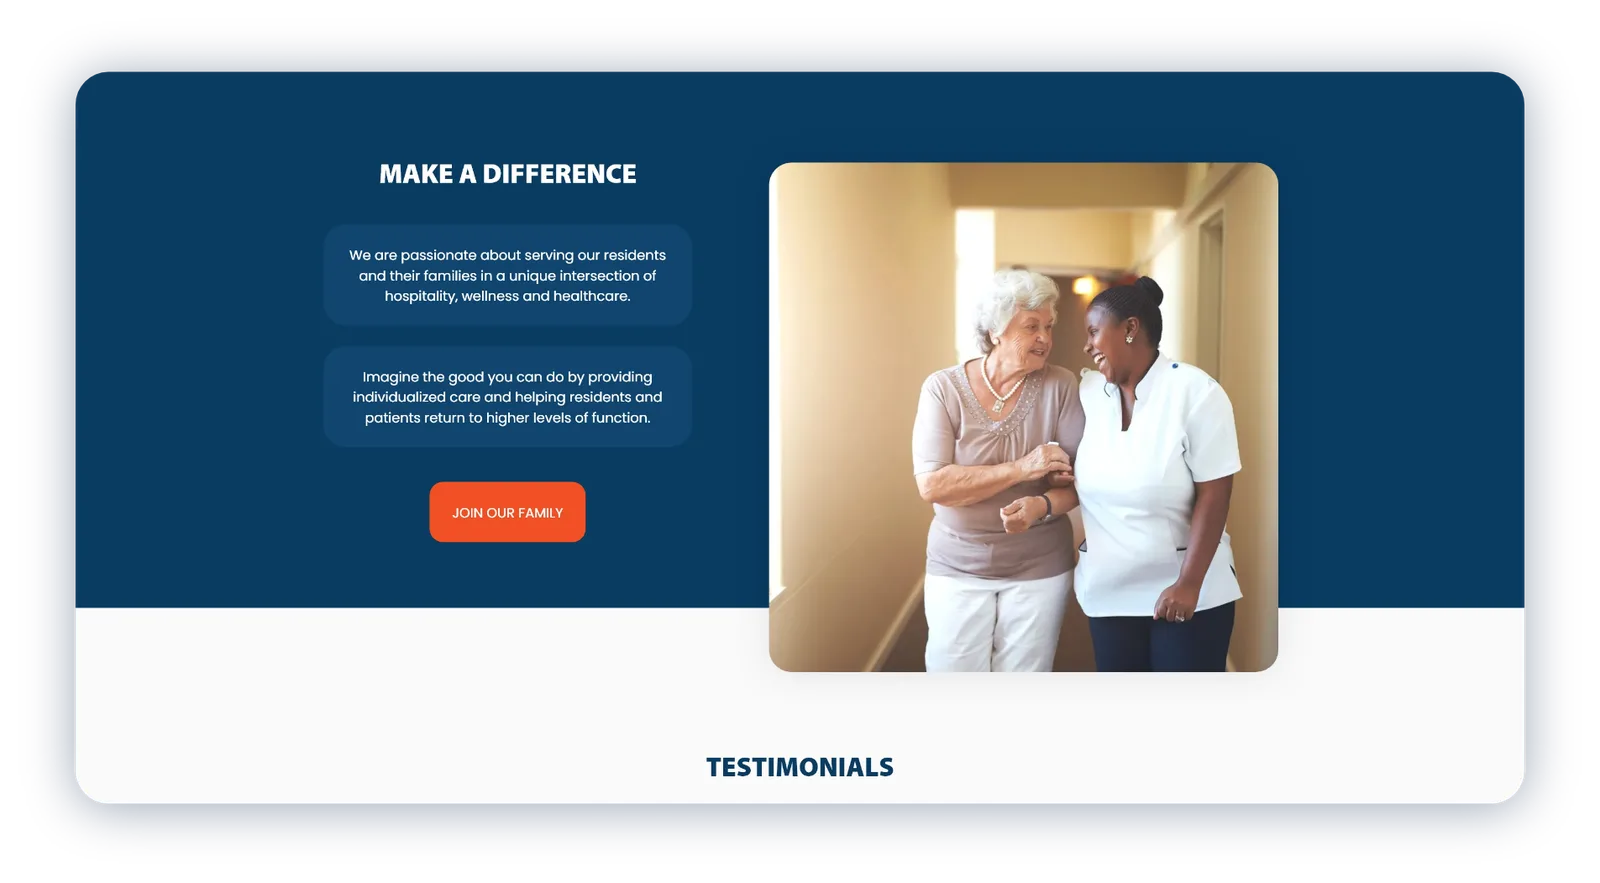 MAKE A DIFFERENCE
We are passionate about serving our residents
and their families in a unique intersection of
hospitality, wellness and healthcare.
Imagine the good you can do by providing
individualized care and helping residents and
patients return to higher levels of function.
JOIN OUR FAMILY
TESTIMONIALS